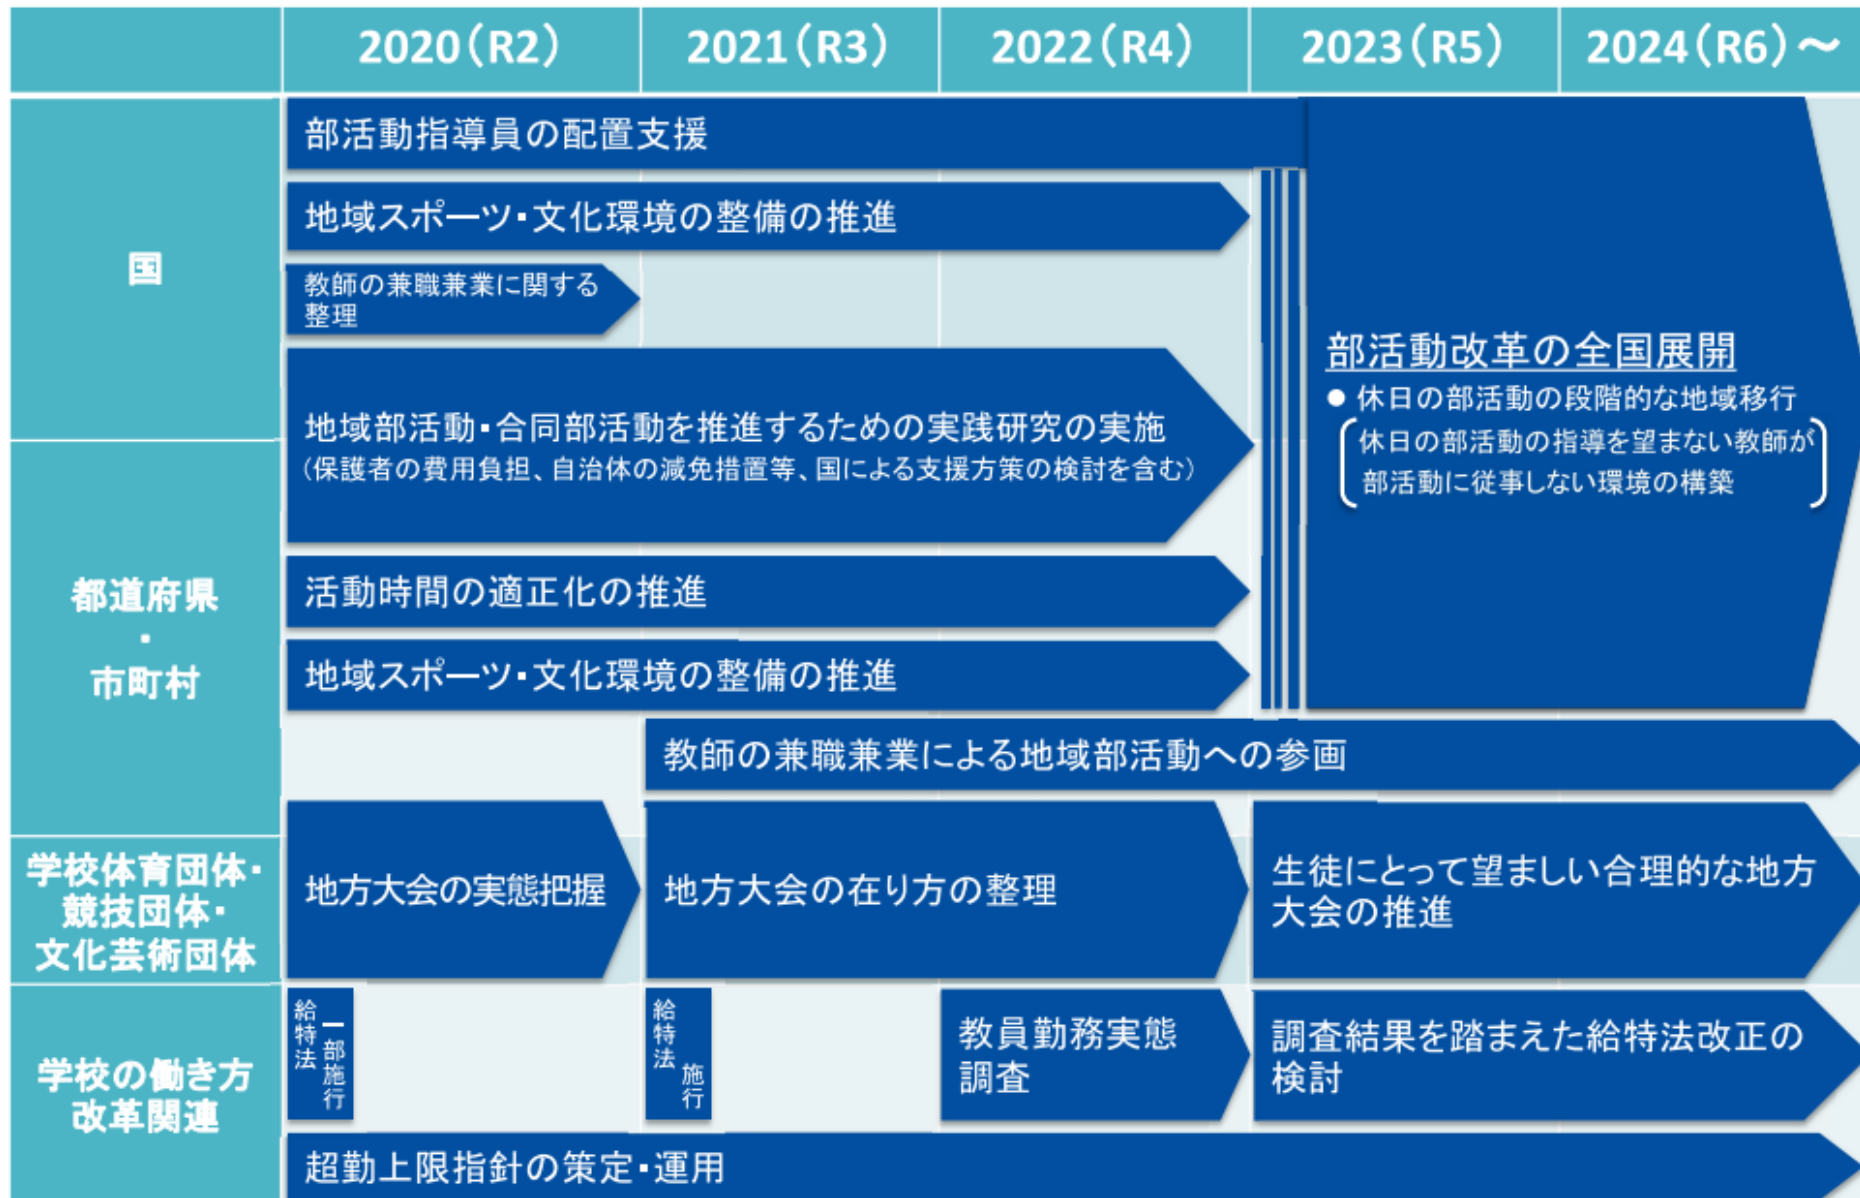 2020（R2）
2021（R3）
2022（R4）
2023（R5）
2024（R6）～
国
部活動指導員の配置支援
地域スポーツ・文化環境の整備の推進
教師の兼職兼業に関する
整理
地域部活動・合同部活動を推進するための実践研究の実施
（保護者の費用負担、自治体の減免措置等、国による支援方策の検討を含む）
部活動改革の全国展開
● 休日の部活動の段階的な地域移行
休日の部活動の指導を望まない教師が
部活動に従事しない環境の構築
都道府県
・
市町村
活動時間の適正化の推進
地域スポーツ・文化環境の整備の推進
教師の兼職兼業による地域部活動への参画
学校体育団体・
競技団体・
文化芸術団体
地方大会の実態把握
地方大会の在り方の整理
生徒にとって望ましい合理的な地方
大会の推進
学校の働き方
改革関連
給特法
一部施行
給特法
施行
教員勤務実態
調査
調査結果を踏まえた給特法改正の
検討
超勤上限指針の策定・運用